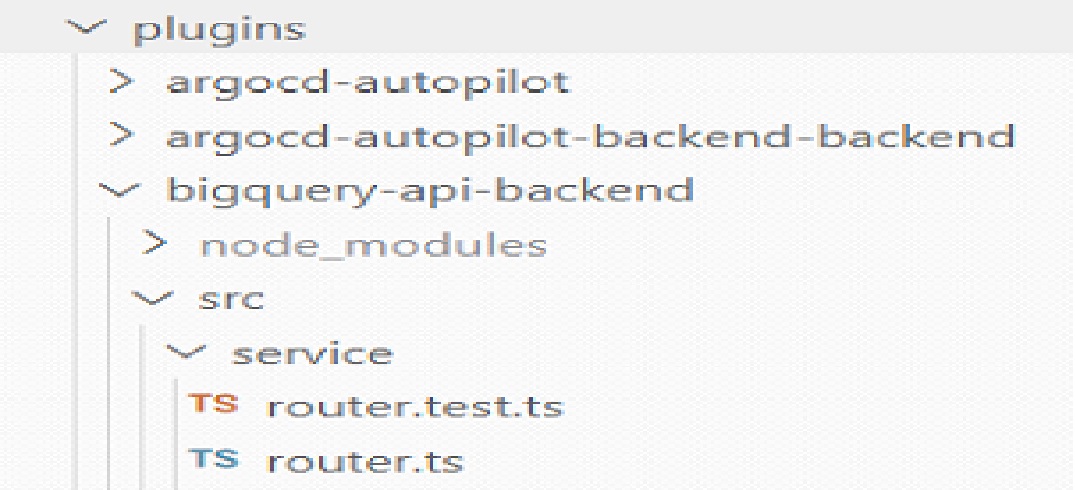 plugins
argocd-autopilot
argocd-autopilot-backend-backend
bigquery-api-backend
node_modules
src
service
TS router.test.ts
TS router.ts